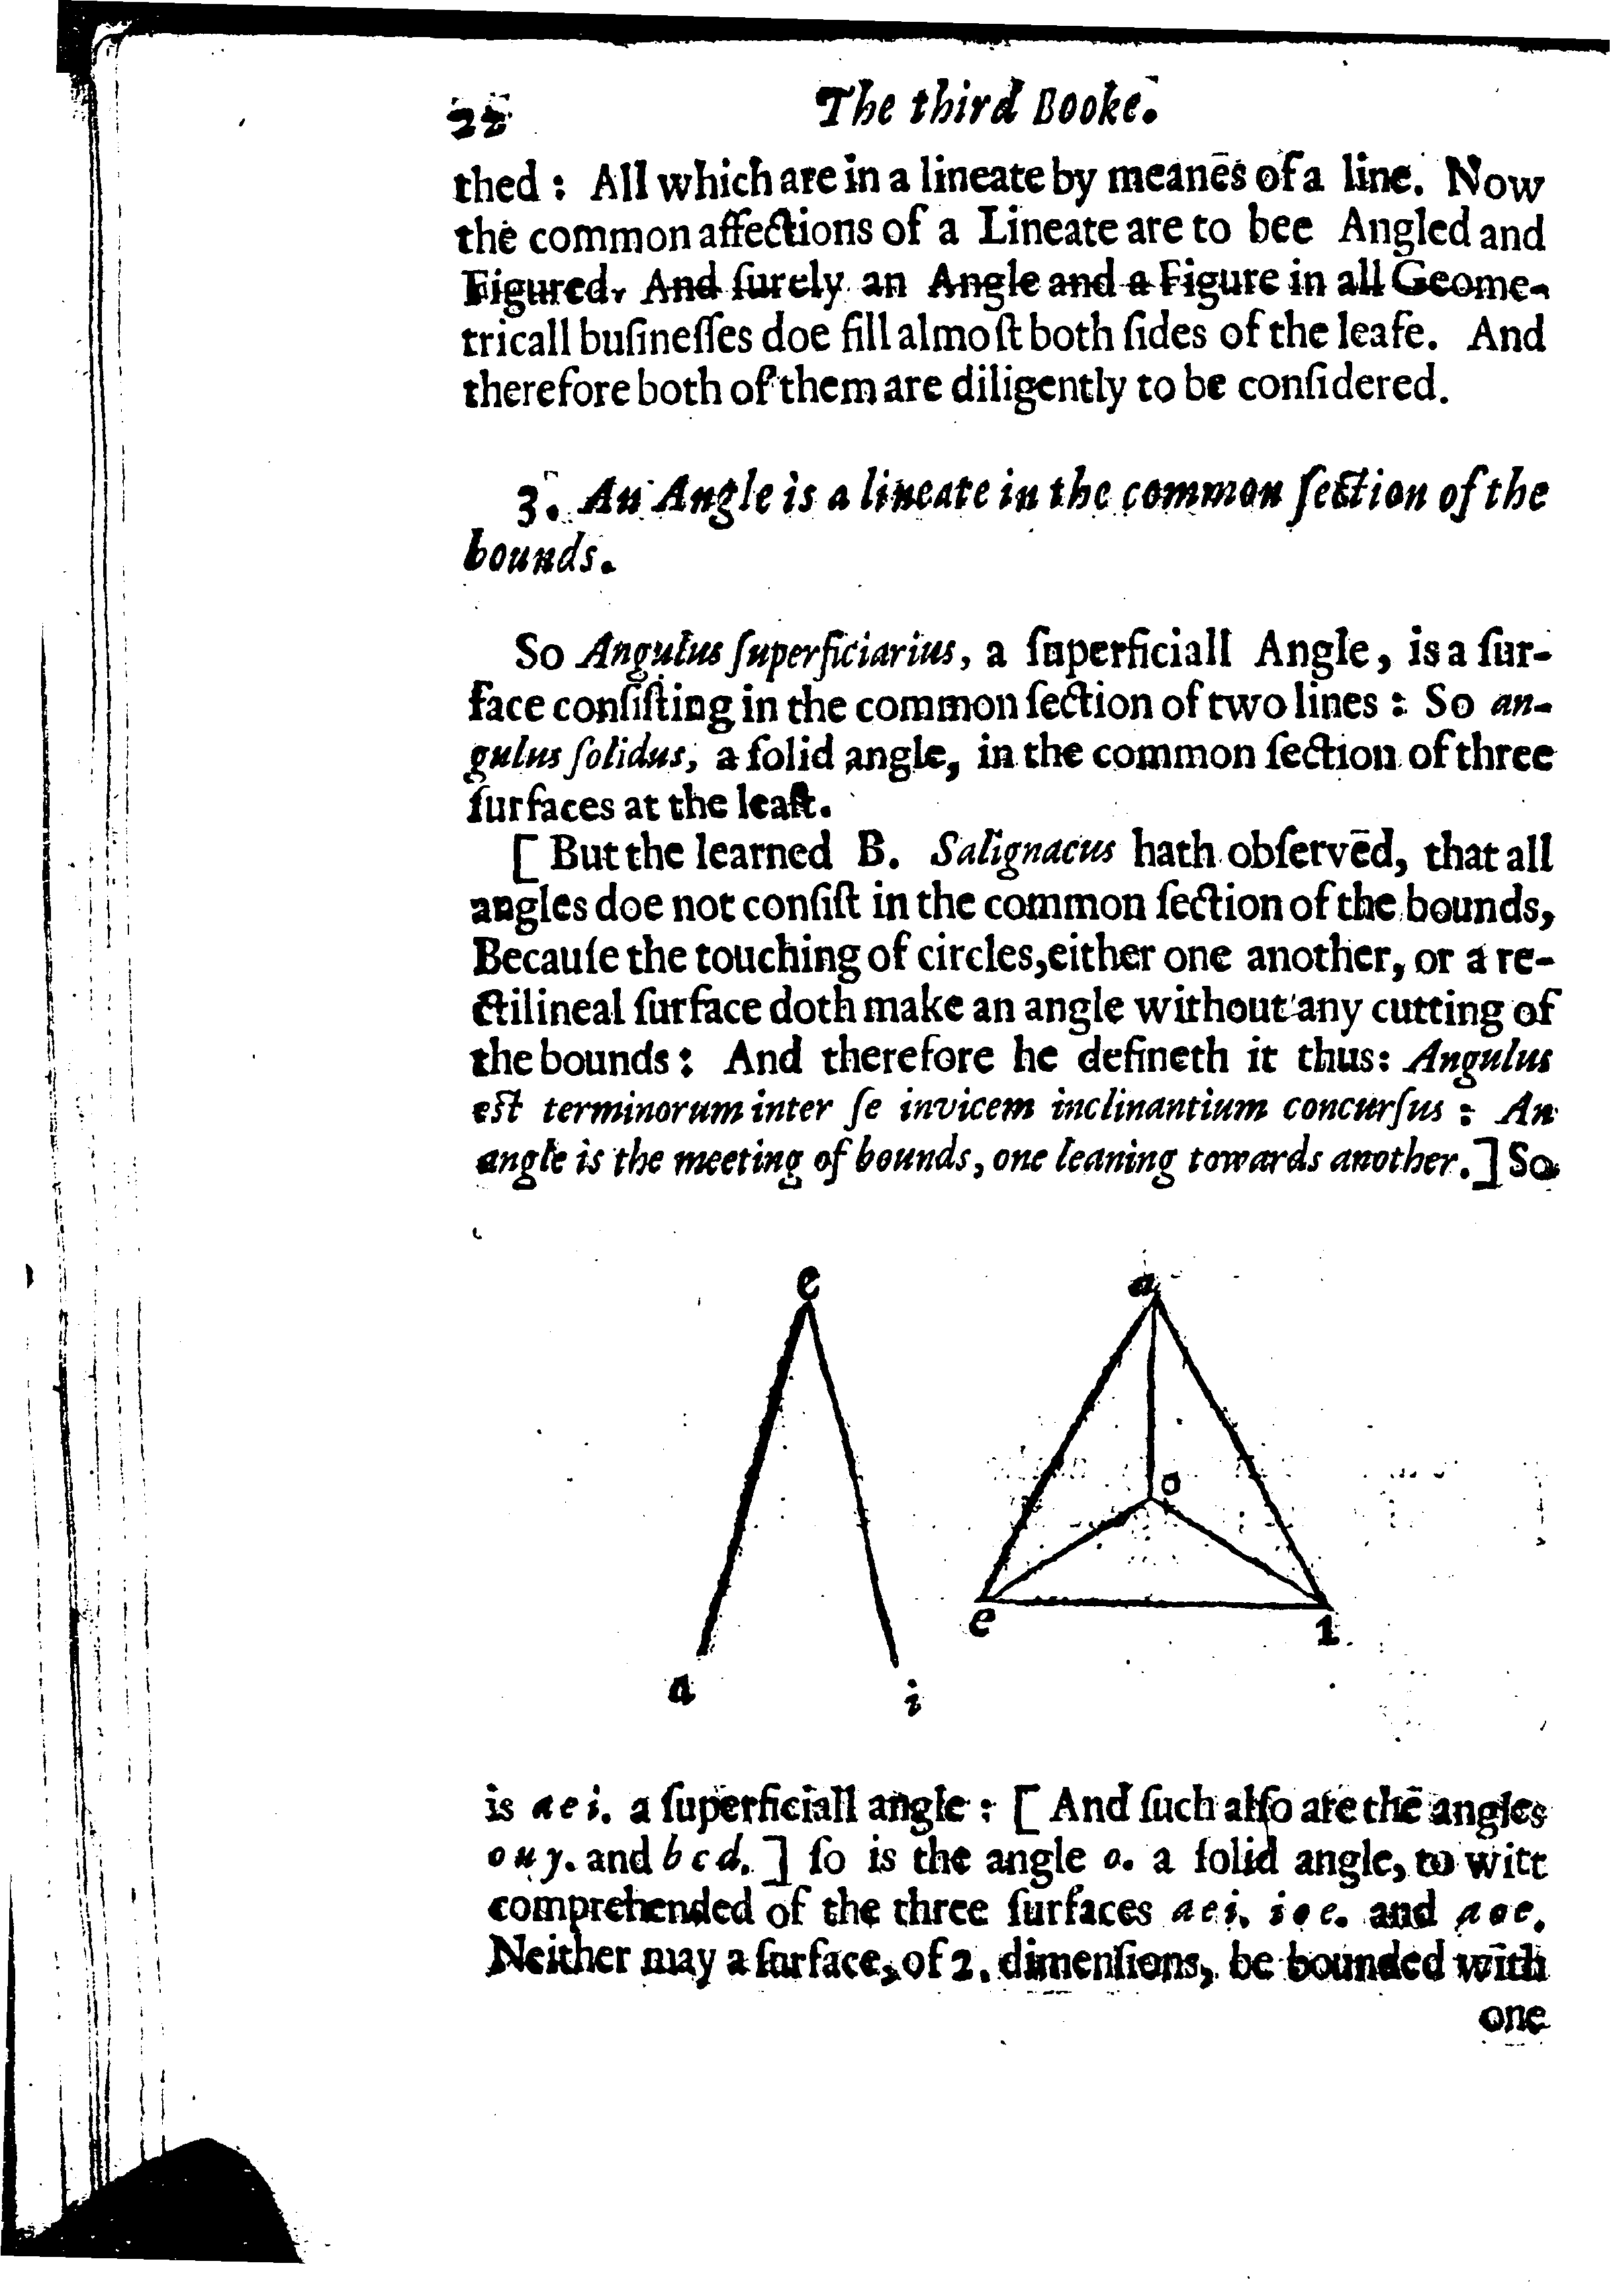 22 The third Booke.
thed : All which are in a lineate by meanes of a line. Now
the common affections of a Lineate are to bee Angled and
Figured. And ſurely an Angle and a Figure in all Geome-
tricall buſineſſes doe fill almoſt both ſides of the leafe. And
therefore both of them are diligently to be conſidered.
3. An Angle is a lineate in the common ſection of the
bounds.
So Angulus ſuperficiarius, a ſuperficiall Angle, is a ſur-
face conſiſting in the common ſection of two lines : So an-
gulus ſolidus, a ſolid angle, in the common ſection of three
ſurfaces at the leaſt.
[ But the learned B. Salignacus hath obſerved, that all
angles doe not conſiſt in the common ſection of the bounds,
Becauſe the touching of circles, either one another, or a re-
ctilineal ſurface doth make an angle without any cutting of
the bounds : And therefore he defineth it thus: Angulus
eſt terminorum inter ſe invicem inclinantium concurſus : An
angle is the meeting of bounds, one leaning towards another. ] So
e a
o
e 1
a i
is aei. a ſuperficiall angle : [ And ſuch alſo are the angles
ouy. and bcd. ] ſo is the angle o. a ſolid angle, to witt
comprehended of the three ſurfaces aei. ioe. and aoe.
Neither may a ſurface, of 2. dimenſions, be bounded with
one